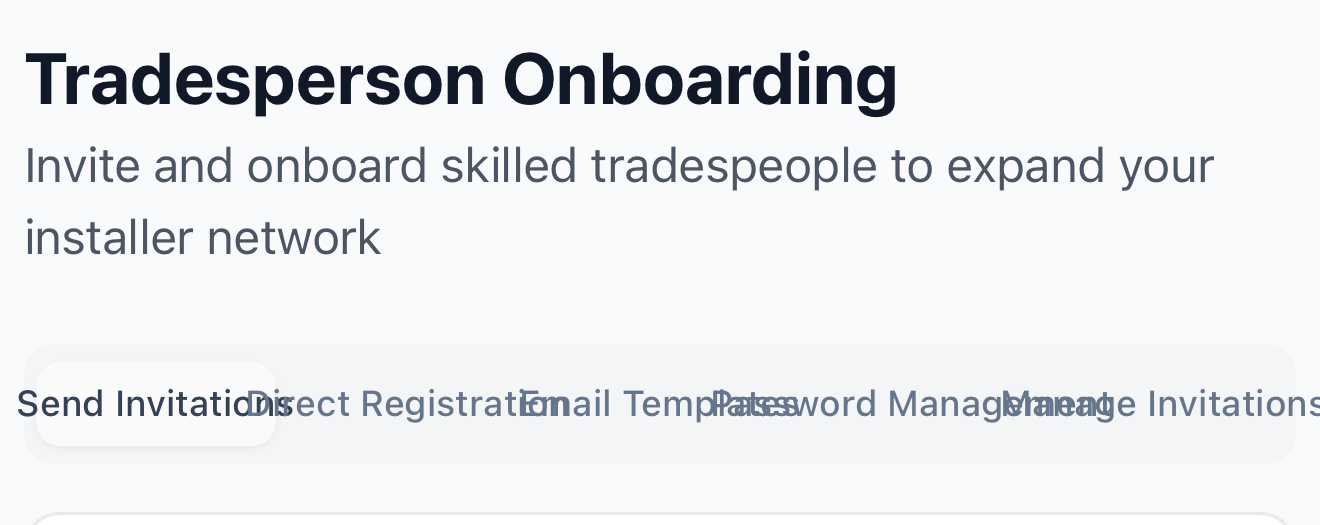 Tradesperson Onboarding
Invite and onboard skilled tradespeople to expand your
installer network
Send Invitations Direct Registration Email Templates Password Management Manage Invitations